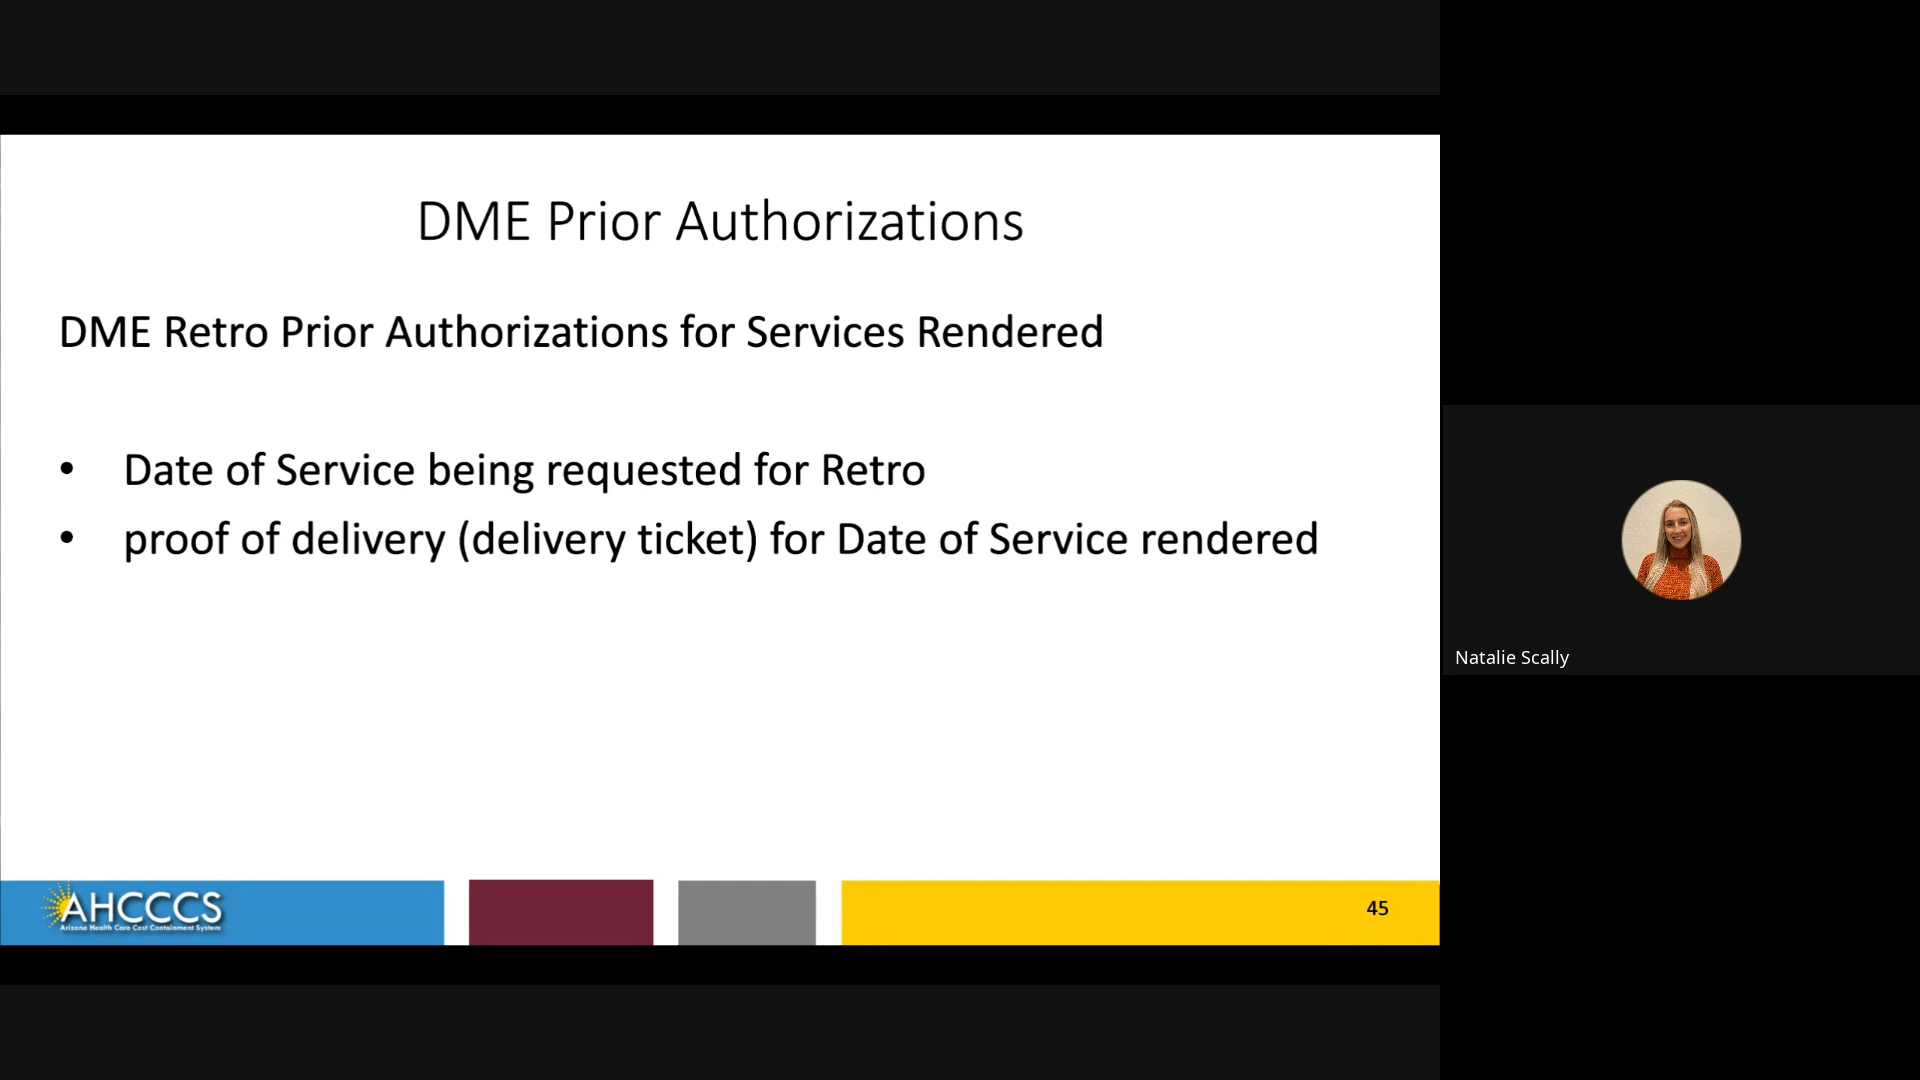 DME Prior Authorizations
DME Retro Prior Authorizations for Services Rendered
• Date of Service being requested for Retro
• proof of delivery (delivery ticket) for Date of Service rendered
AHCCCS
Arizona Health Care Cost Containment System
45
Natalie Scally